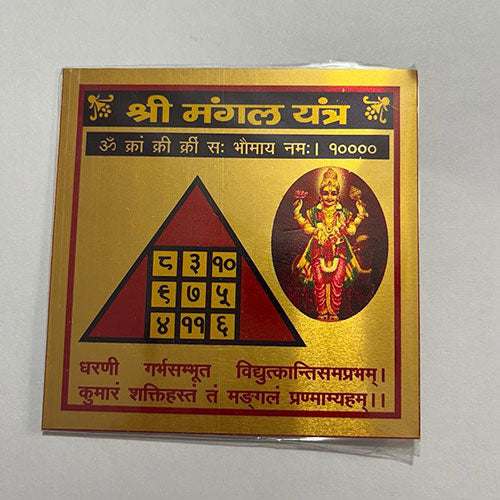 श्री मंगल यंत्र
ॐ क्रां क्रीं क्रीं सः भौमाय नमः। १००००
८ ३ १०
९ ७ ५
४ ११ ६
धरणी गर्भसम्भूत विद्युत्कान्तिसमप्रभम्।
कुमारं शक्तिहस्तं तं मङ्गलं प्रण्माम्यहम्।।